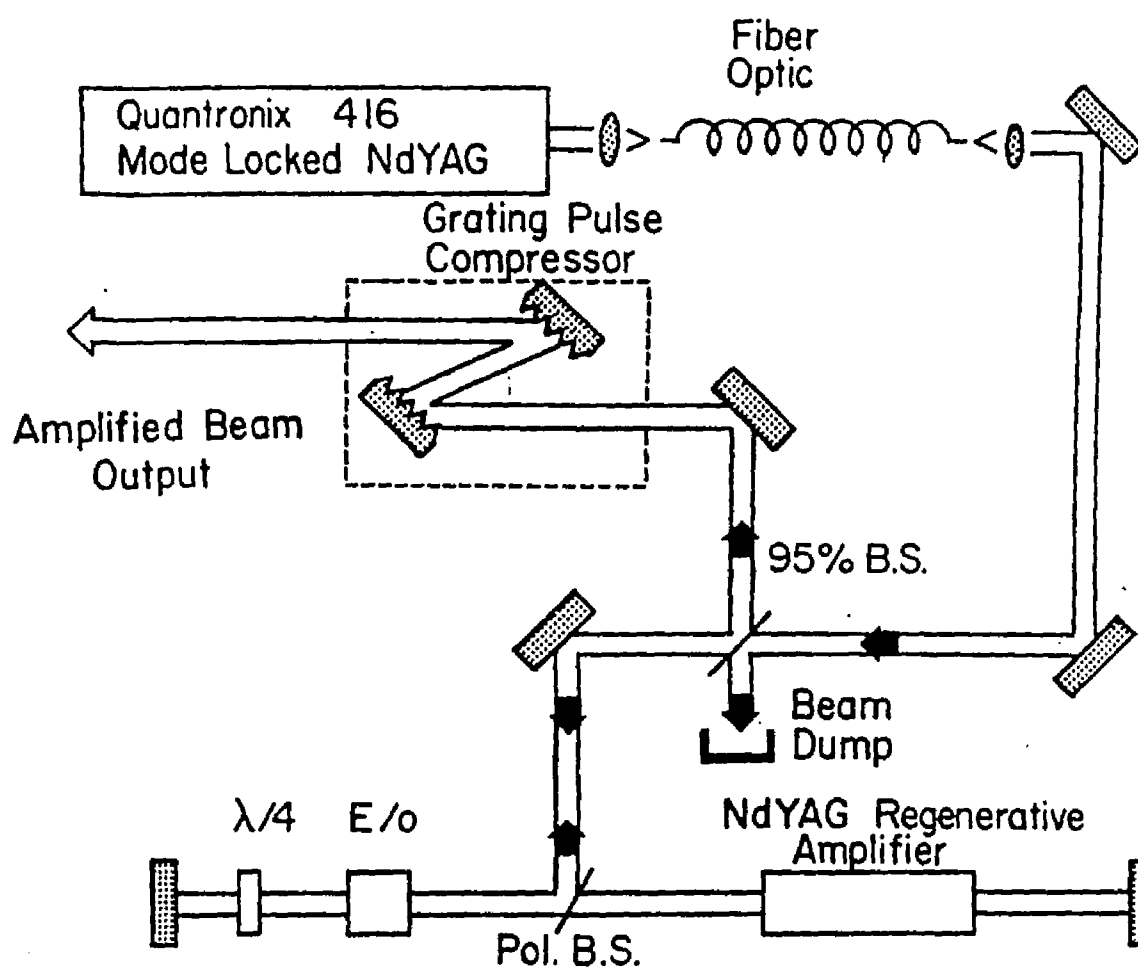 Fiber
Optic
Quantronix 416
Mode Locked NdYAG
Grating Pulse
Compressor
Amplified Beam
Output
95% B.S.
Beam
Dump
λ/4
E/o
NdYAG Regenerative
Amplifier
Pol. B.S.